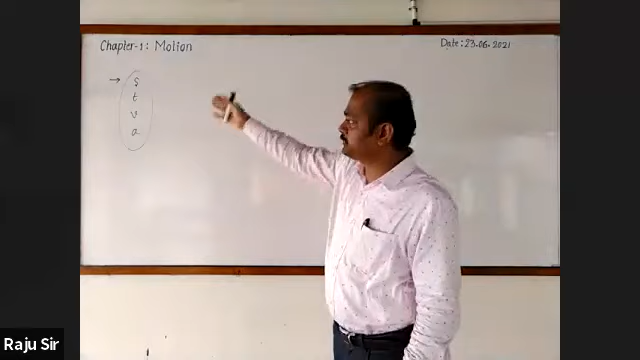 Chapter-1: Motion
Date: 23.06.2021
→ s
t
v
a
Raju Sir